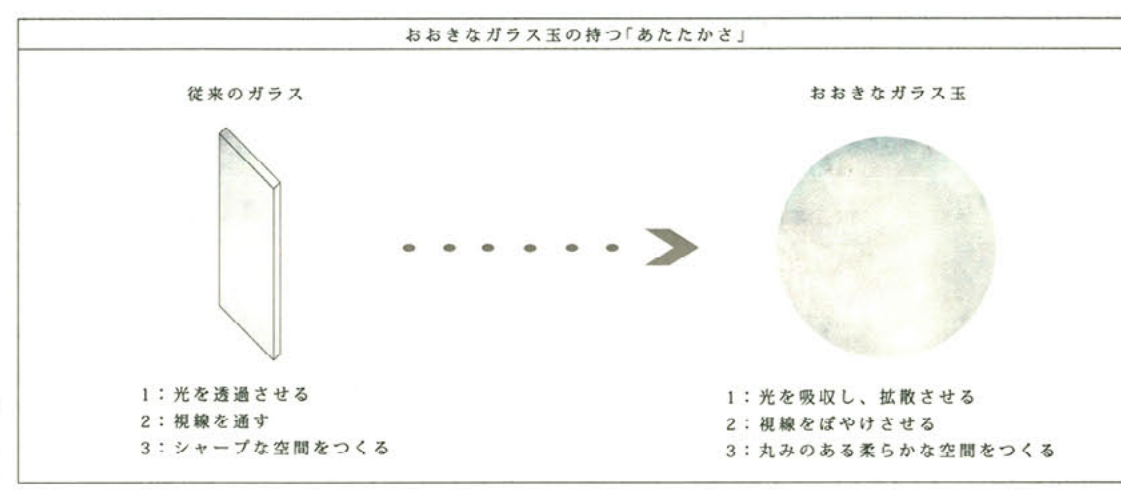 おおきなガラス玉の持つ「あたたかさ」
従来のガラス
おおきなガラス玉
1：光を透過させる
2：視線を通す
3：シャープな空間をつくる
1：光を吸収し、拡散させる
2：視線をぼやけさせる
3：丸みのある柔らかな空間をつくる